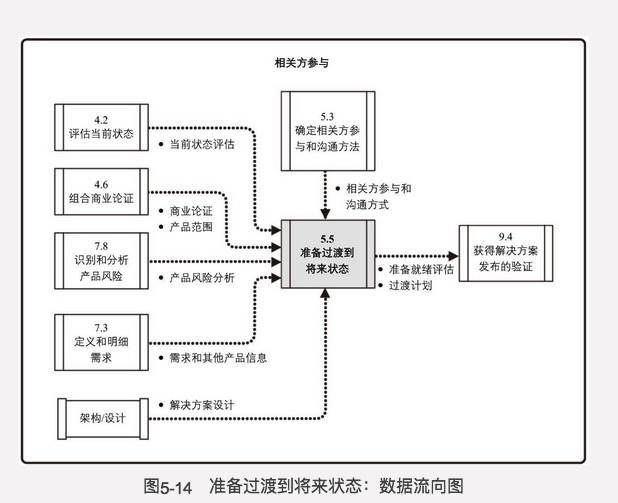 相关方参与
4.2
评估当前状态
• 当前状态评估
5.3
确定相关方参
与和沟通方法
• 相关方参与和
沟通方式
4.6
组合商业论证
• 商业论证
• 产品范围
7.8
识别和分析
产品风险
• 产品风险分析
5.5
准备过渡到
将来状态
• 准备就绪评估
• 过渡计划
9.4
获得解决方案
发布的验证
7.3
定义和明细
需求
• 需求和其他产品信息
架构/设计
• 解决方案设计
图5-14 准备过渡到将来状态：数据流向图